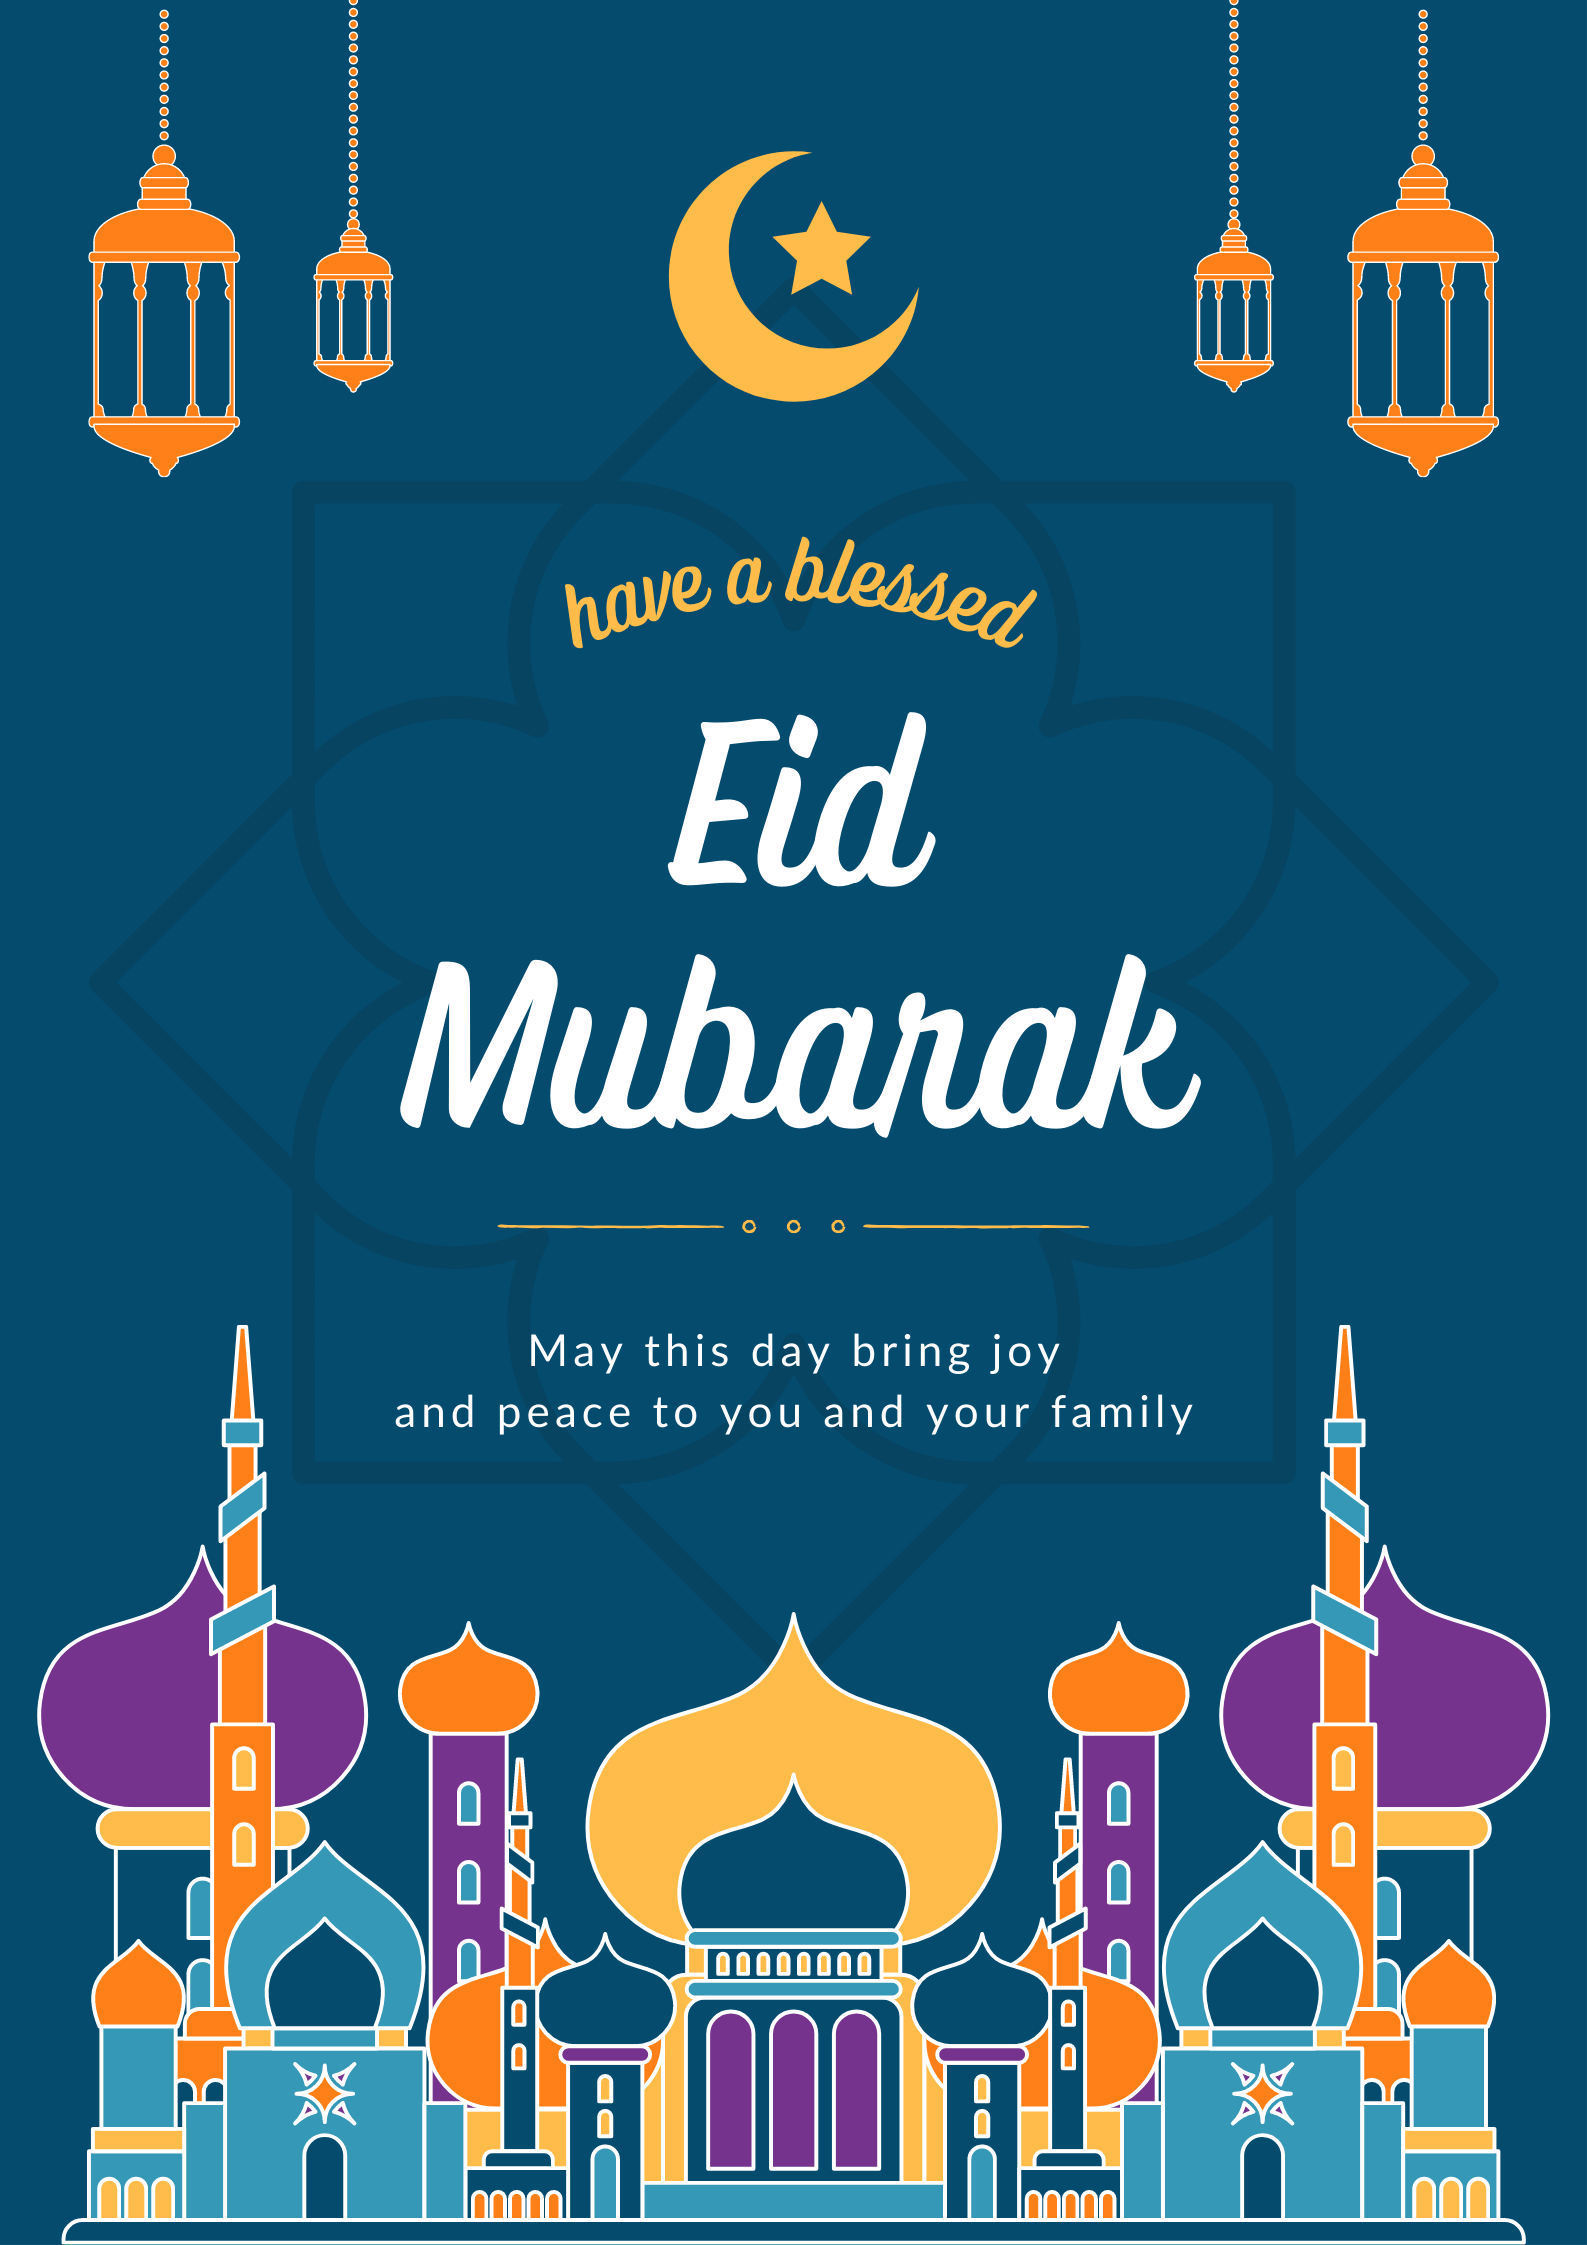 have a blessed
Eid
Mubarak
May this day bring joy
and peace to you and your family